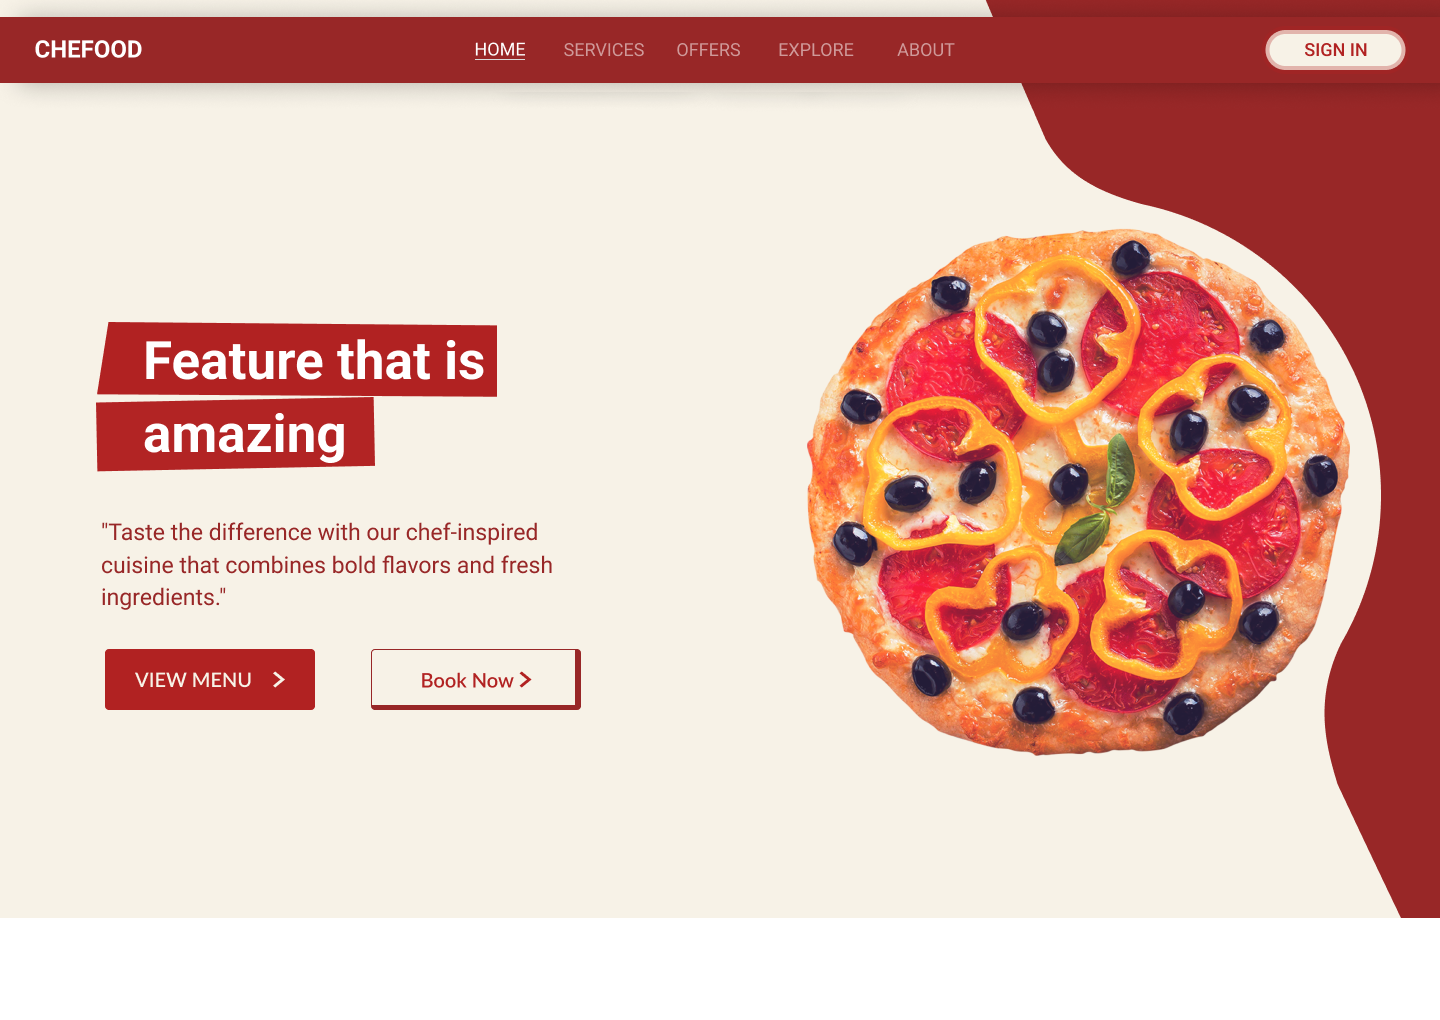 CHEFOOD
HOME SERVICES OFFERS EXPLORE ABOUT
SIGN IN
Feature that is
amazing
"Taste the difference with our chef-inspired
cuisine that combines bold flavors and fresh
ingredients."
VIEW MENU
Book Now